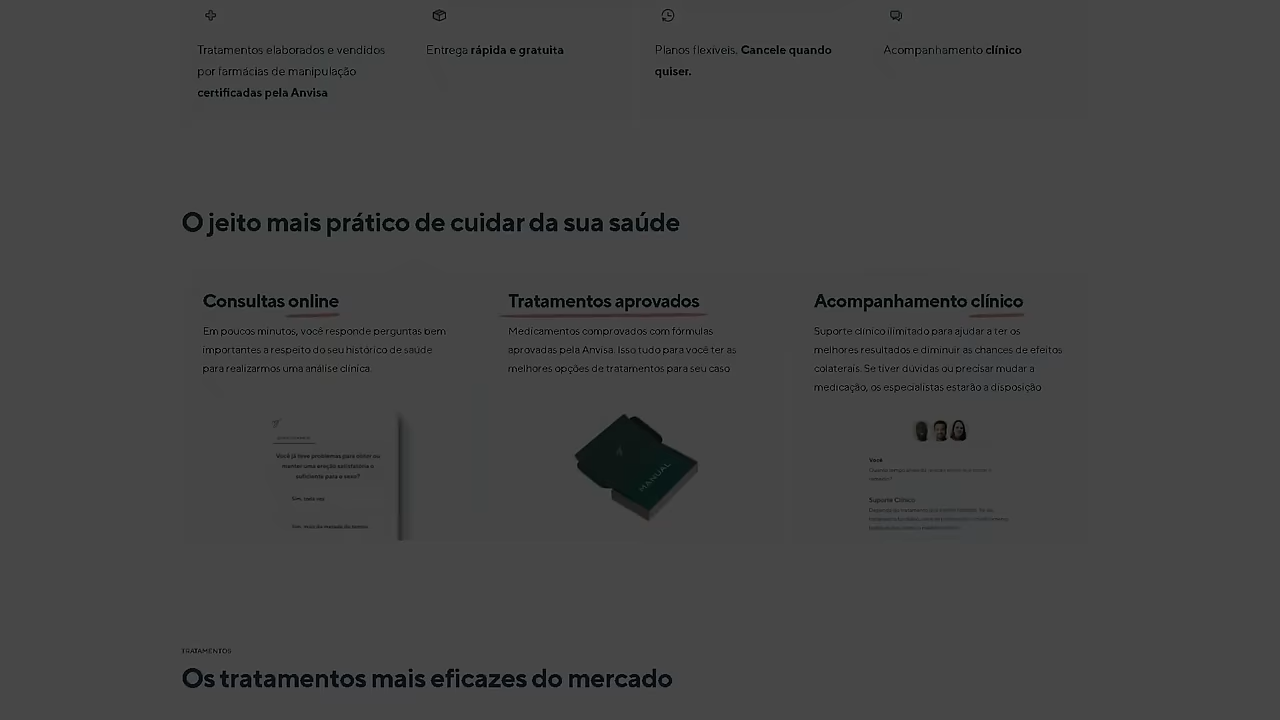 Tratamentos elaborados e vendidos
por farmácias de manipulação
certificadas pela Anvisa
Entrega rápida e gratuita
Planos flexíveis. Cancele quando
quiser.
Acompanhamento clínico
O jeito mais prático de cuidar da sua saúde
Consultas online
Em poucos minutos, você responde perguntas bem
importantes a respeito do seu histórico de saúde
para realizarmos uma análise clínica.
Tratamentos aprovados
Medicamentos comprovados com fórmulas
aprovadas pela Anvisa. Isso tudo para você ter as
melhores opções de tratamentos para seu caso
Acompanhamento clínico
Suporte clínico ilimitado para ajudar a ter os
melhores resultados e diminuir as chances de efeitos
colaterais. Se tiver dúvidas ou precisar mudar a
medicação, os especialistas estarão a disposição
Você já teve problemas para obter ou
manter uma ereção satisfatória o
suficiente para o sexo?
Sim, mais da metade do tempo
MANUAL
Você
Suporte Clínico
TRATAMENTOS
Os tratamentos mais eficazes do mercado